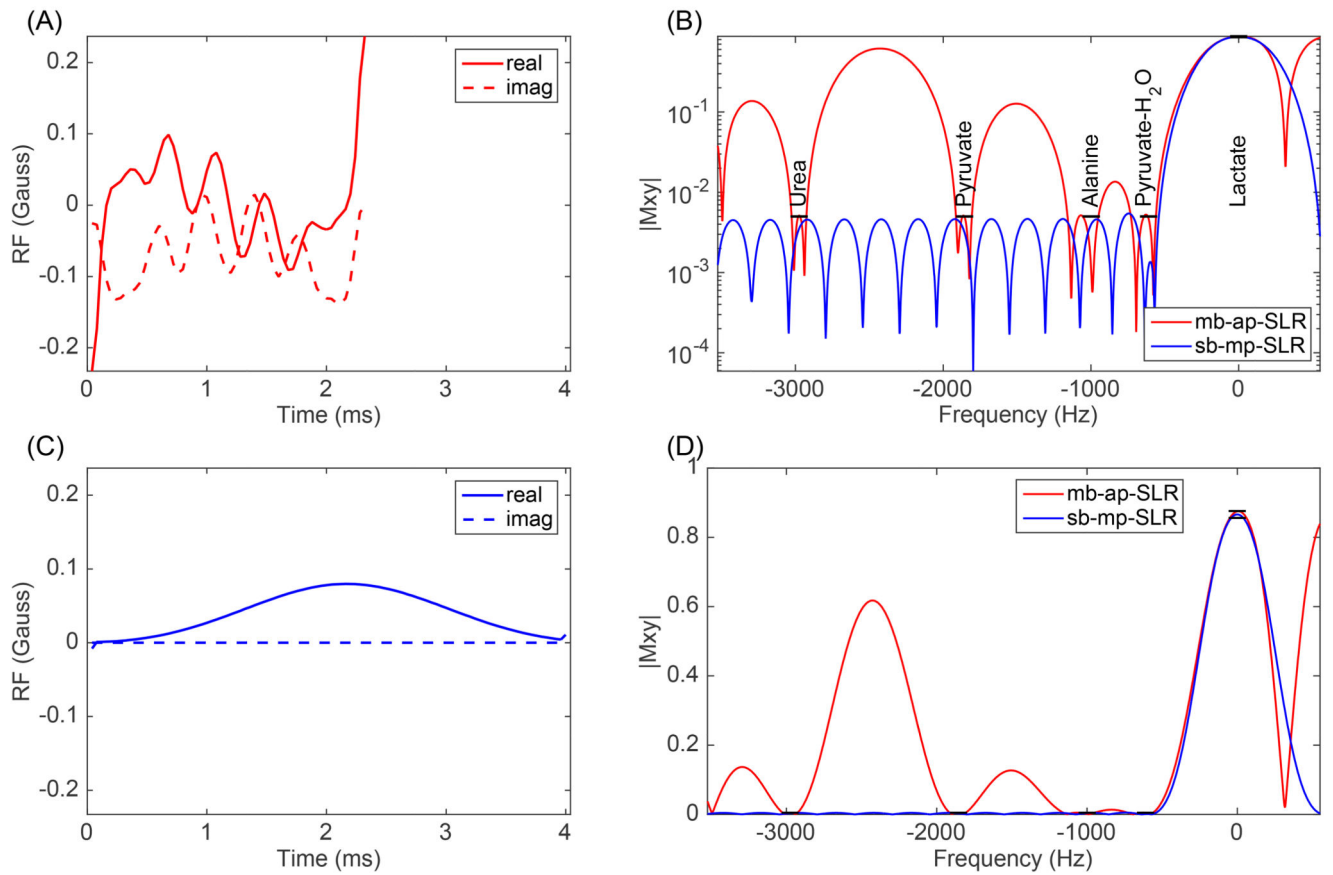 (A)
RF (Gauss)
0.2
0.1
0
-0.1
-0.2
real
imag
0
1
2
3
4
Time (ms)
(B)
|Mxy|
10-1
10-2
10-3
10-4
Urea
Pyruvate
Alanine
Pyruvate-H2O
Lactate
mb-ap-SLR
sb-mp-SLR
-3000
-2000
-1000
0
Frequency (Hz)
(C)
RF (Gauss)
0.2
0.1
0
-0.1
-0.2
real
imag
0
1
2
3
4
Time (ms)
(D)
|Mxy|
1
0.8
0.6
0.4
0.2
0
mb-ap-SLR
sb-mp-SLR
-3000
-2000
-1000
0
Frequency (Hz)